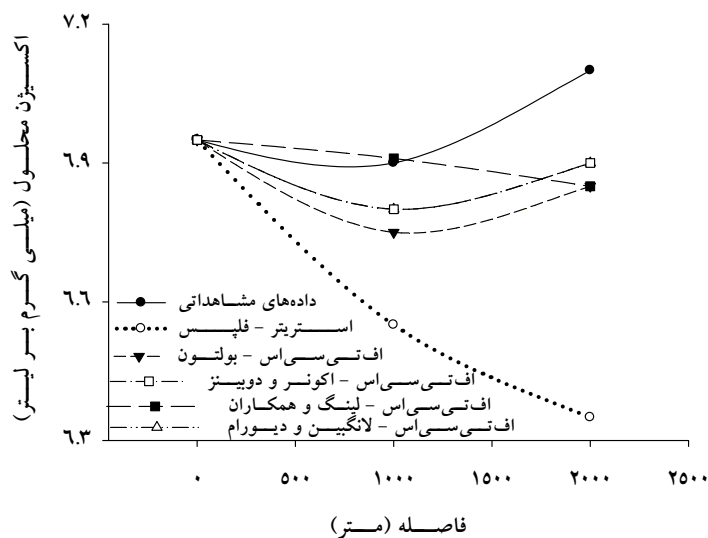 ۷.۲
۶.۹
۶.۶
۶.۳
اکسیژن محلول (میلی گرم بر لیتر)
داده‌های مشاهداتی
استریتر - فلپس
اف‌تی‌سی‌اس - بولتون
اف‌تی‌سی‌اس - اکونر و دوبینز
اف‌تی‌سی‌اس - لینگ و همکاران
اف‌تی‌سی‌اس - لانگبین و دیورام
۰ ۵۰۰ ۱۰۰۰ ۱۵۰۰ ۲۰۰۰ ۲۵۰۰
فاصله (متر)